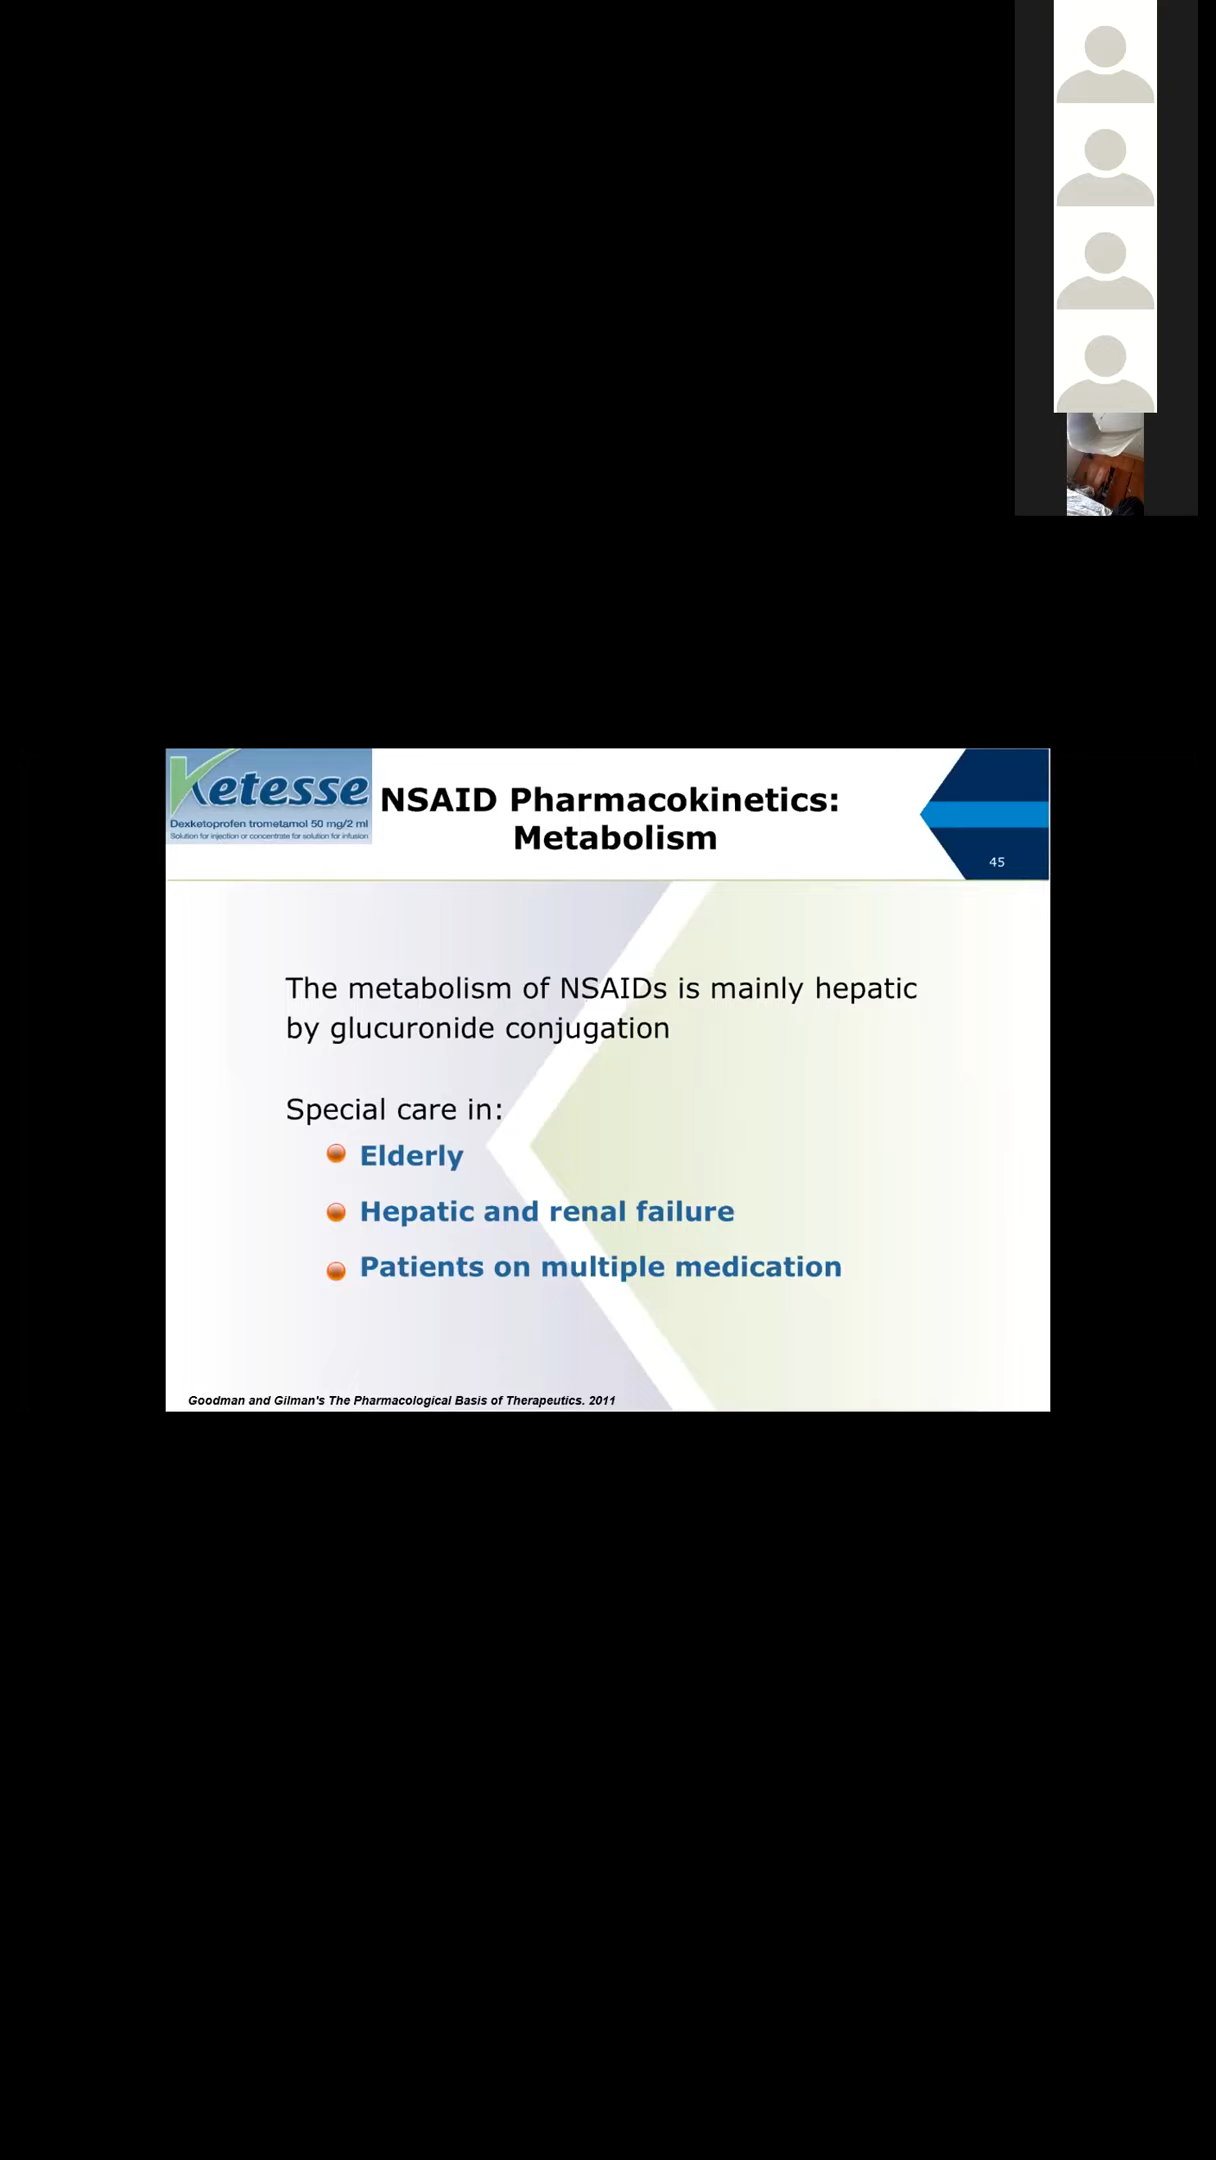 Ketesse
Dexketoprofen trometamol 50 mg/2 ml
Solution for injection or concentrate for solution for infusion
NSAID Pharmacokinetics:
Metabolism
45
The metabolism of NSAIDs is mainly hepatic
by glucuronide conjugation
Special care in:
Elderly
Hepatic and renal failure
Patients on multiple medication
Goodman and Gilman's The Pharmacological Basis of Therapeutics. 2011